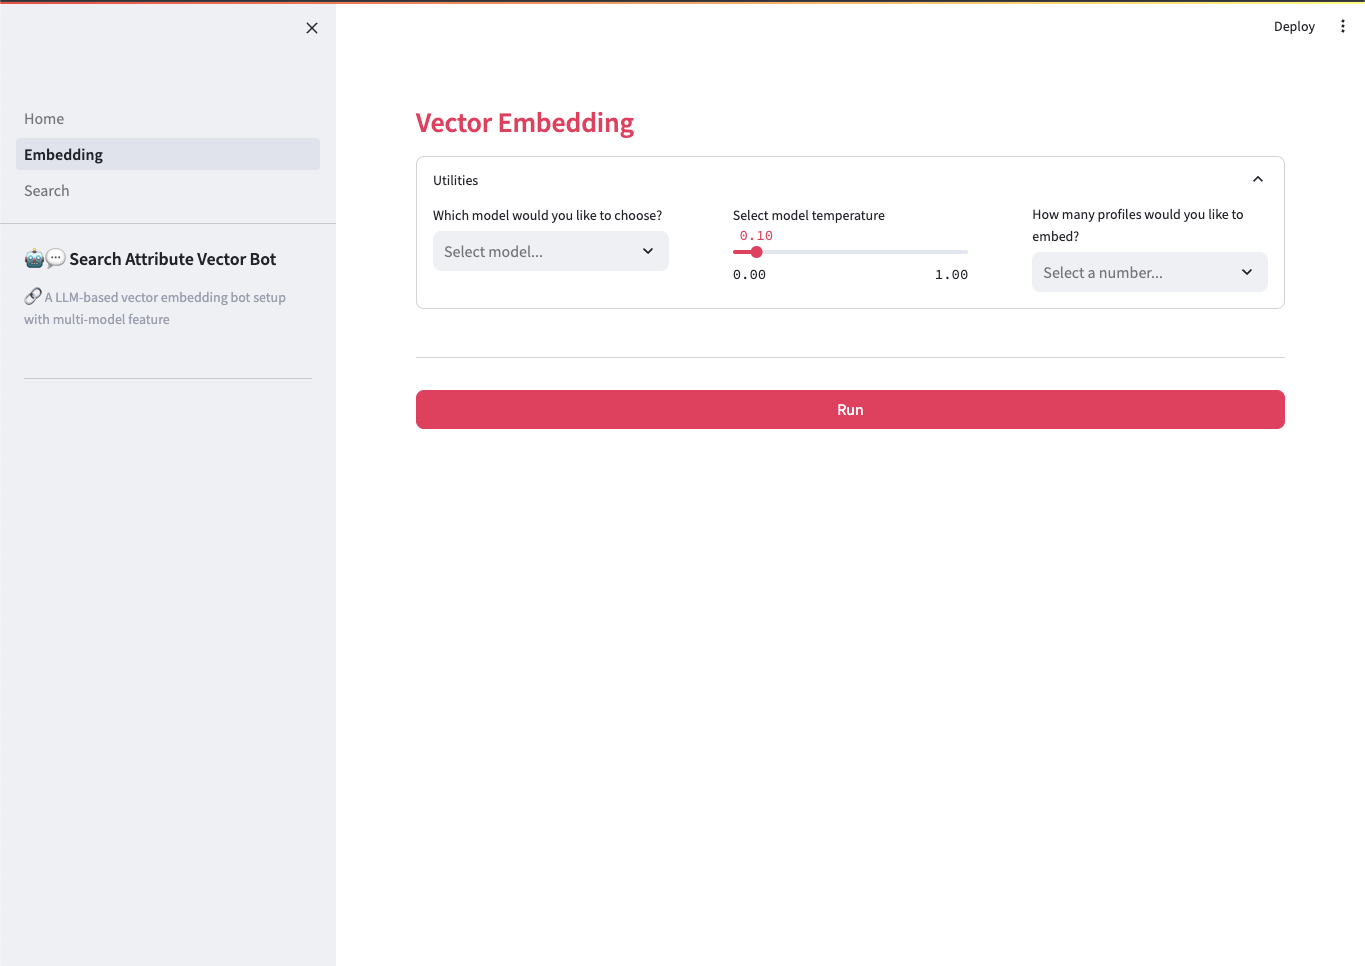 Deploy
Home
Embedding
Search
Search Attribute Vector Bot
A LLM-based vector embedding bot setup
with multi-model feature
Vector Embedding
Utilities
Which model would you like to choose?
Select model...
Select model temperature
0.10
0.00 1.00
How many profiles would you like to
embed?
Select a number...
Run